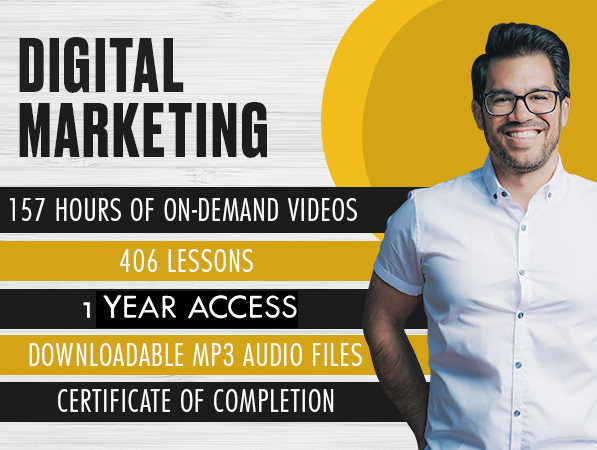 DIGITAL
MARKETING
157 HOURS OF ON-DEMAND VIDEOS
406 LESSONS
1 YEAR ACCESS
DOWNLOADABLE MP3 AUDIO FILES
CERTIFICATE OF COMPLETION